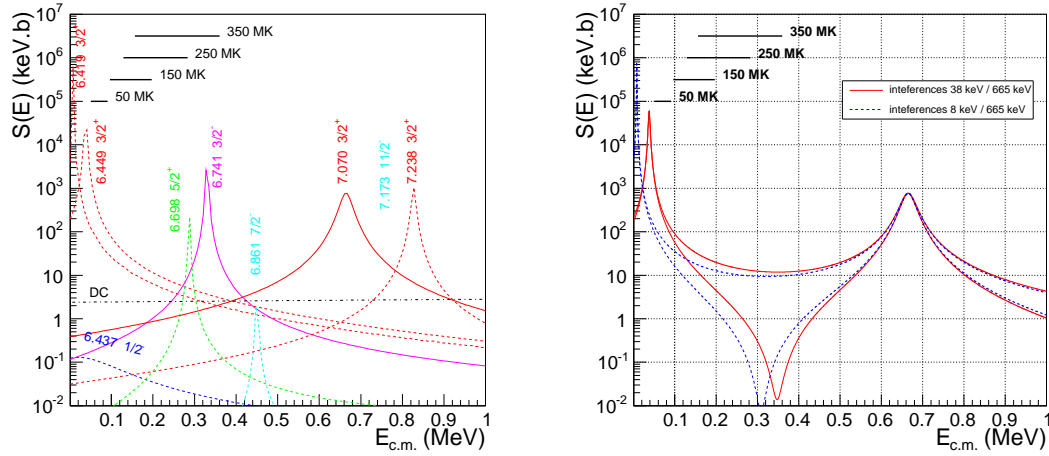 S(E) (keV.b)
10^7
10^6
10^5
10^4
10^3
10^2
10
1
10^-1
10^-2
350 MK
250 MK
150 MK
50 MK
6.419 3/2^+
6.449 3/2^+
6.698 5/2^+
6.741 3/2^-
6.861 7/2^-
7.070 3/2^+
7.173 11/2^-
7.238 3/2^+
DC
6.437 1/2^-
0.1 0.2 0.3 0.4 0.5 0.6 0.7 0.8 0.9 1
E_c.m. (MeV)
S(E) (keV.b)
10^7
10^6
10^5
10^4
10^3
10^2
10
1
10^-1
10^-2
350 MK
250 MK
150 MK
50 MK
inteferences 38 keV / 665 keV
inteferences 8 keV / 665 keV
0.1 0.2 0.3 0.4 0.5 0.6 0.7 0.8 0.9 1
E_c.m. (MeV)